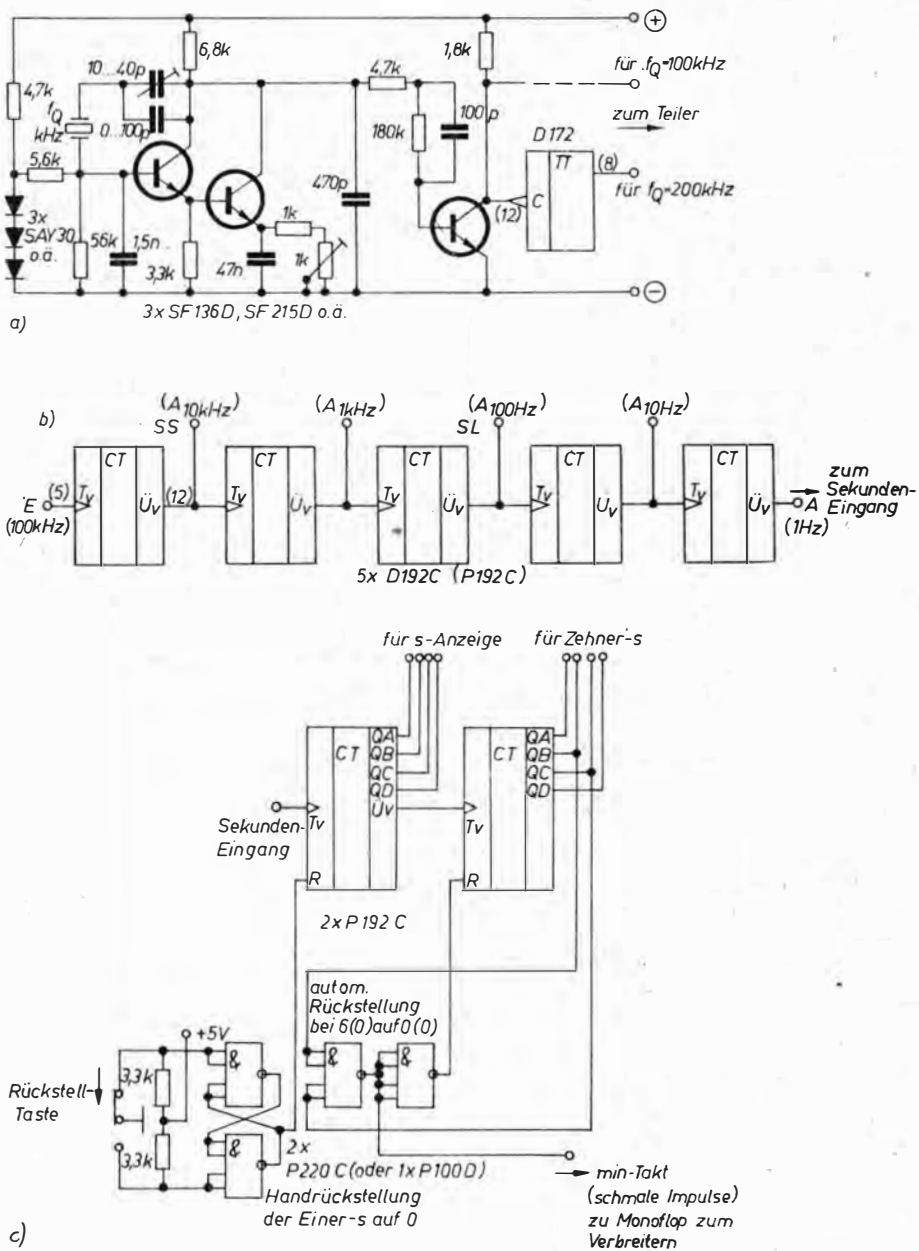 +
6,8k
1,8k
10...40p
4,7k
für fQ=100kHz
4,7k
fQ
kHz
0...100p
180k
100p
zum Teiler
D172
TT
(8)
5,6k
(12)
C
für fQ=200kHz
3x
SAY30
o.ä.
470p
1k
56k
1,5n
3,3k
47n
1k
–
3x SF136D, SF215D o.ä.
a)
b)
(A10kHz)
SS
(A1kHz)
(A100Hz)
SL
(A10Hz)
CT
CT
CT
CT
CT
E
(5)
Tv
Üv
(12)
Tv
Üv
Tv
Üv
Tv
Üv
Tv
Üv
A
(100kHz)
zum
Sekunden-
Eingang
(1Hz)
5x D192C (P192C)
für s-Anzeige
für Zehner-s
CT
QA
QB
QC
QD
Üv
CT
QA
QB
QC
QD
Sekunden-
Eingang
Tv
Tv
R
R
2x P 192 C
autom.
Rückstellung
bei 6(0) auf 0(0)
+5V
&
&
&
3,3k
Rückstell-
Taste
3,3k
&
2x
P220 C (oder 1x P100 D)
Handrückstellung
der Einer-s auf 0
min-Takt
(schmale Impulse)
zu Monoflop zum
Verbreitern
c)